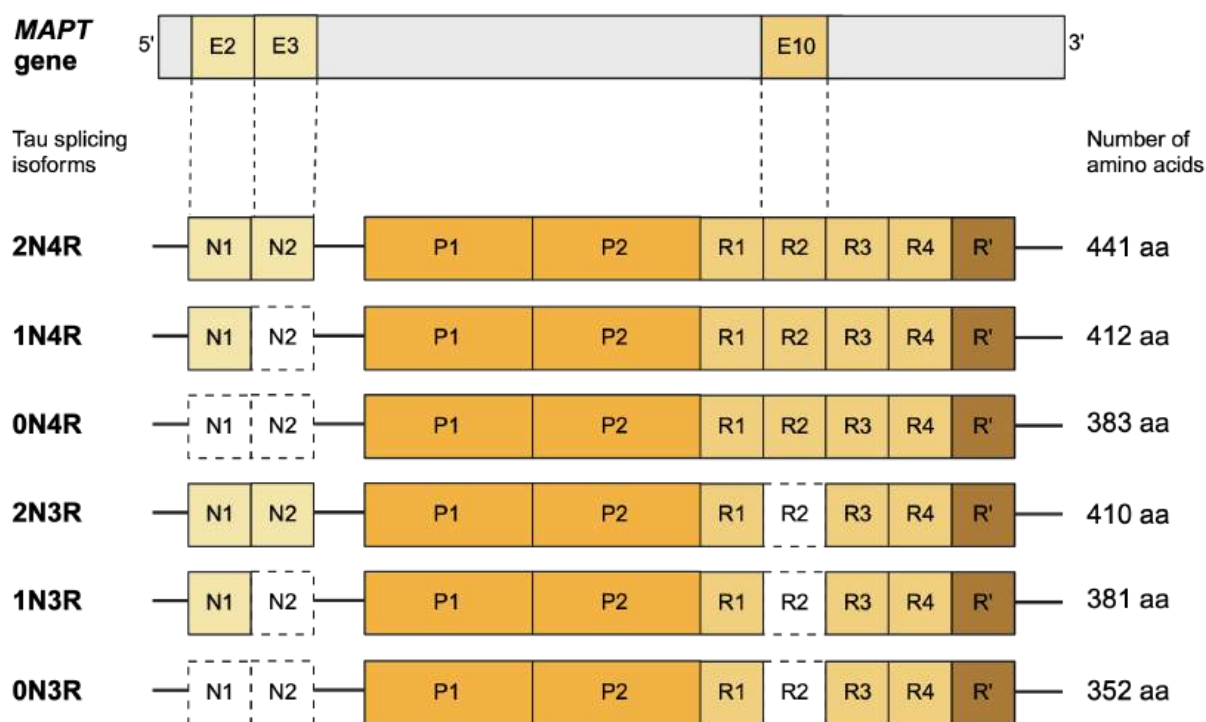 MAPT
gene
5' E2 E3 E10 3'
Tau splicing
isoforms
Number of
amino acids
2N4R N1 N2 P1 P2 R1 R2 R3 R4 R' 441 aa
1N4R N1 N2 P1 P2 R1 R2 R3 R4 R' 412 aa
0N4R N1 N2 P1 P2 R1 R2 R3 R4 R' 383 aa
2N3R N1 N2 P1 P2 R1 R2 R3 R4 R' 410 aa
1N3R N1 N2 P1 P2 R1 R2 R3 R4 R' 381 aa
0N3R N1 N2 P1 P2 R1 R2 R3 R4 R' 352 aa